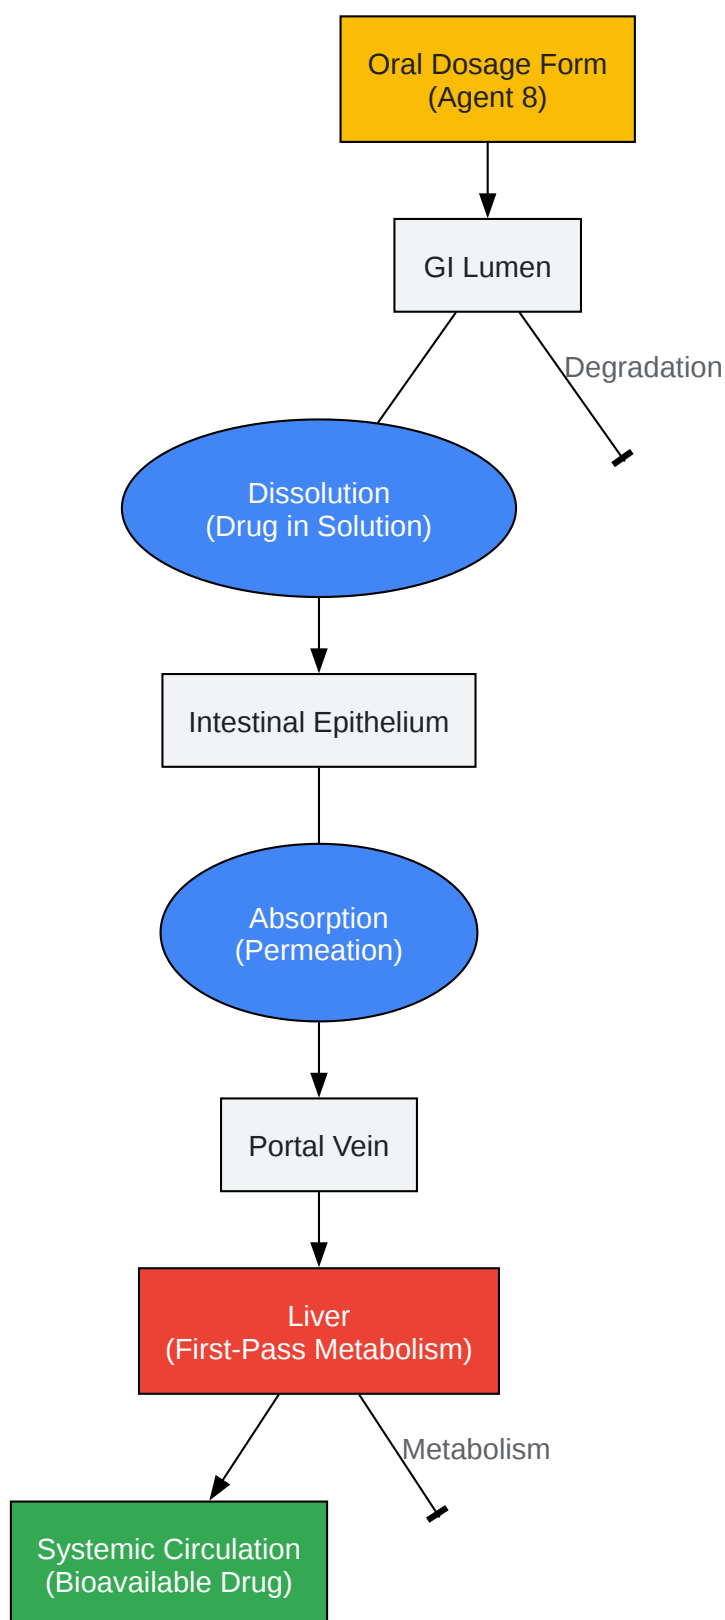 Oral Dosage Form
(Agent 8)
GI Lumen
Degradation
Dissolution
(Drug in Solution)
Intestinal Epithelium
Absorption
(Permeation)
Portal Vein
Liver
(First-Pass Metabolism)
Metabolism
Systemic Circulation
(Bioavailable Drug)